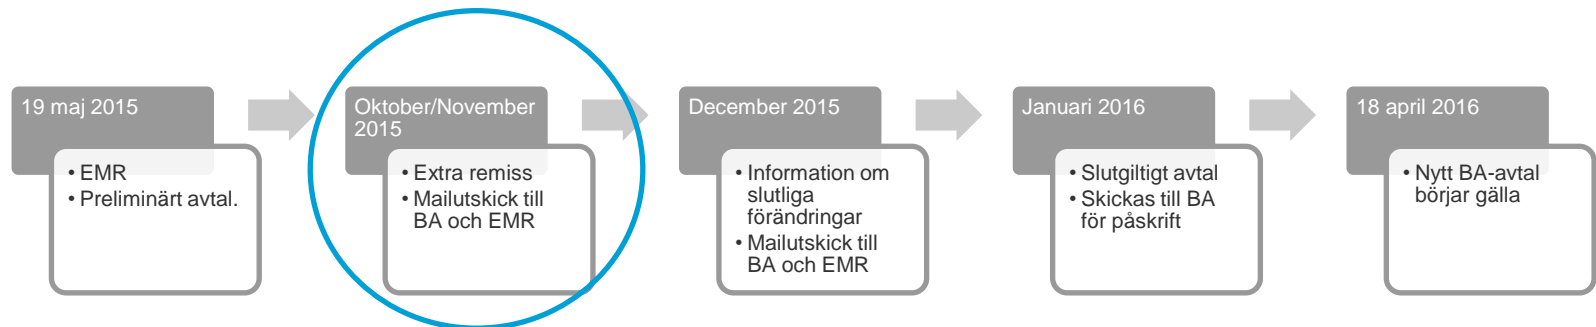 19 maj 2015
• EMR
• Preliminärt avtal.
Oktober/November
2015
• Extra remiss
• Mailutskick till
BA och EMR
December 2015
• Information om
slutliga
förändringar
• Mailutskick till
BA och EMR
Januari 2016
• Slutgiltigt avtal
• Skickas till BA
för påskrift
18 april 2016
• Nytt BA-avtal
börjar gälla